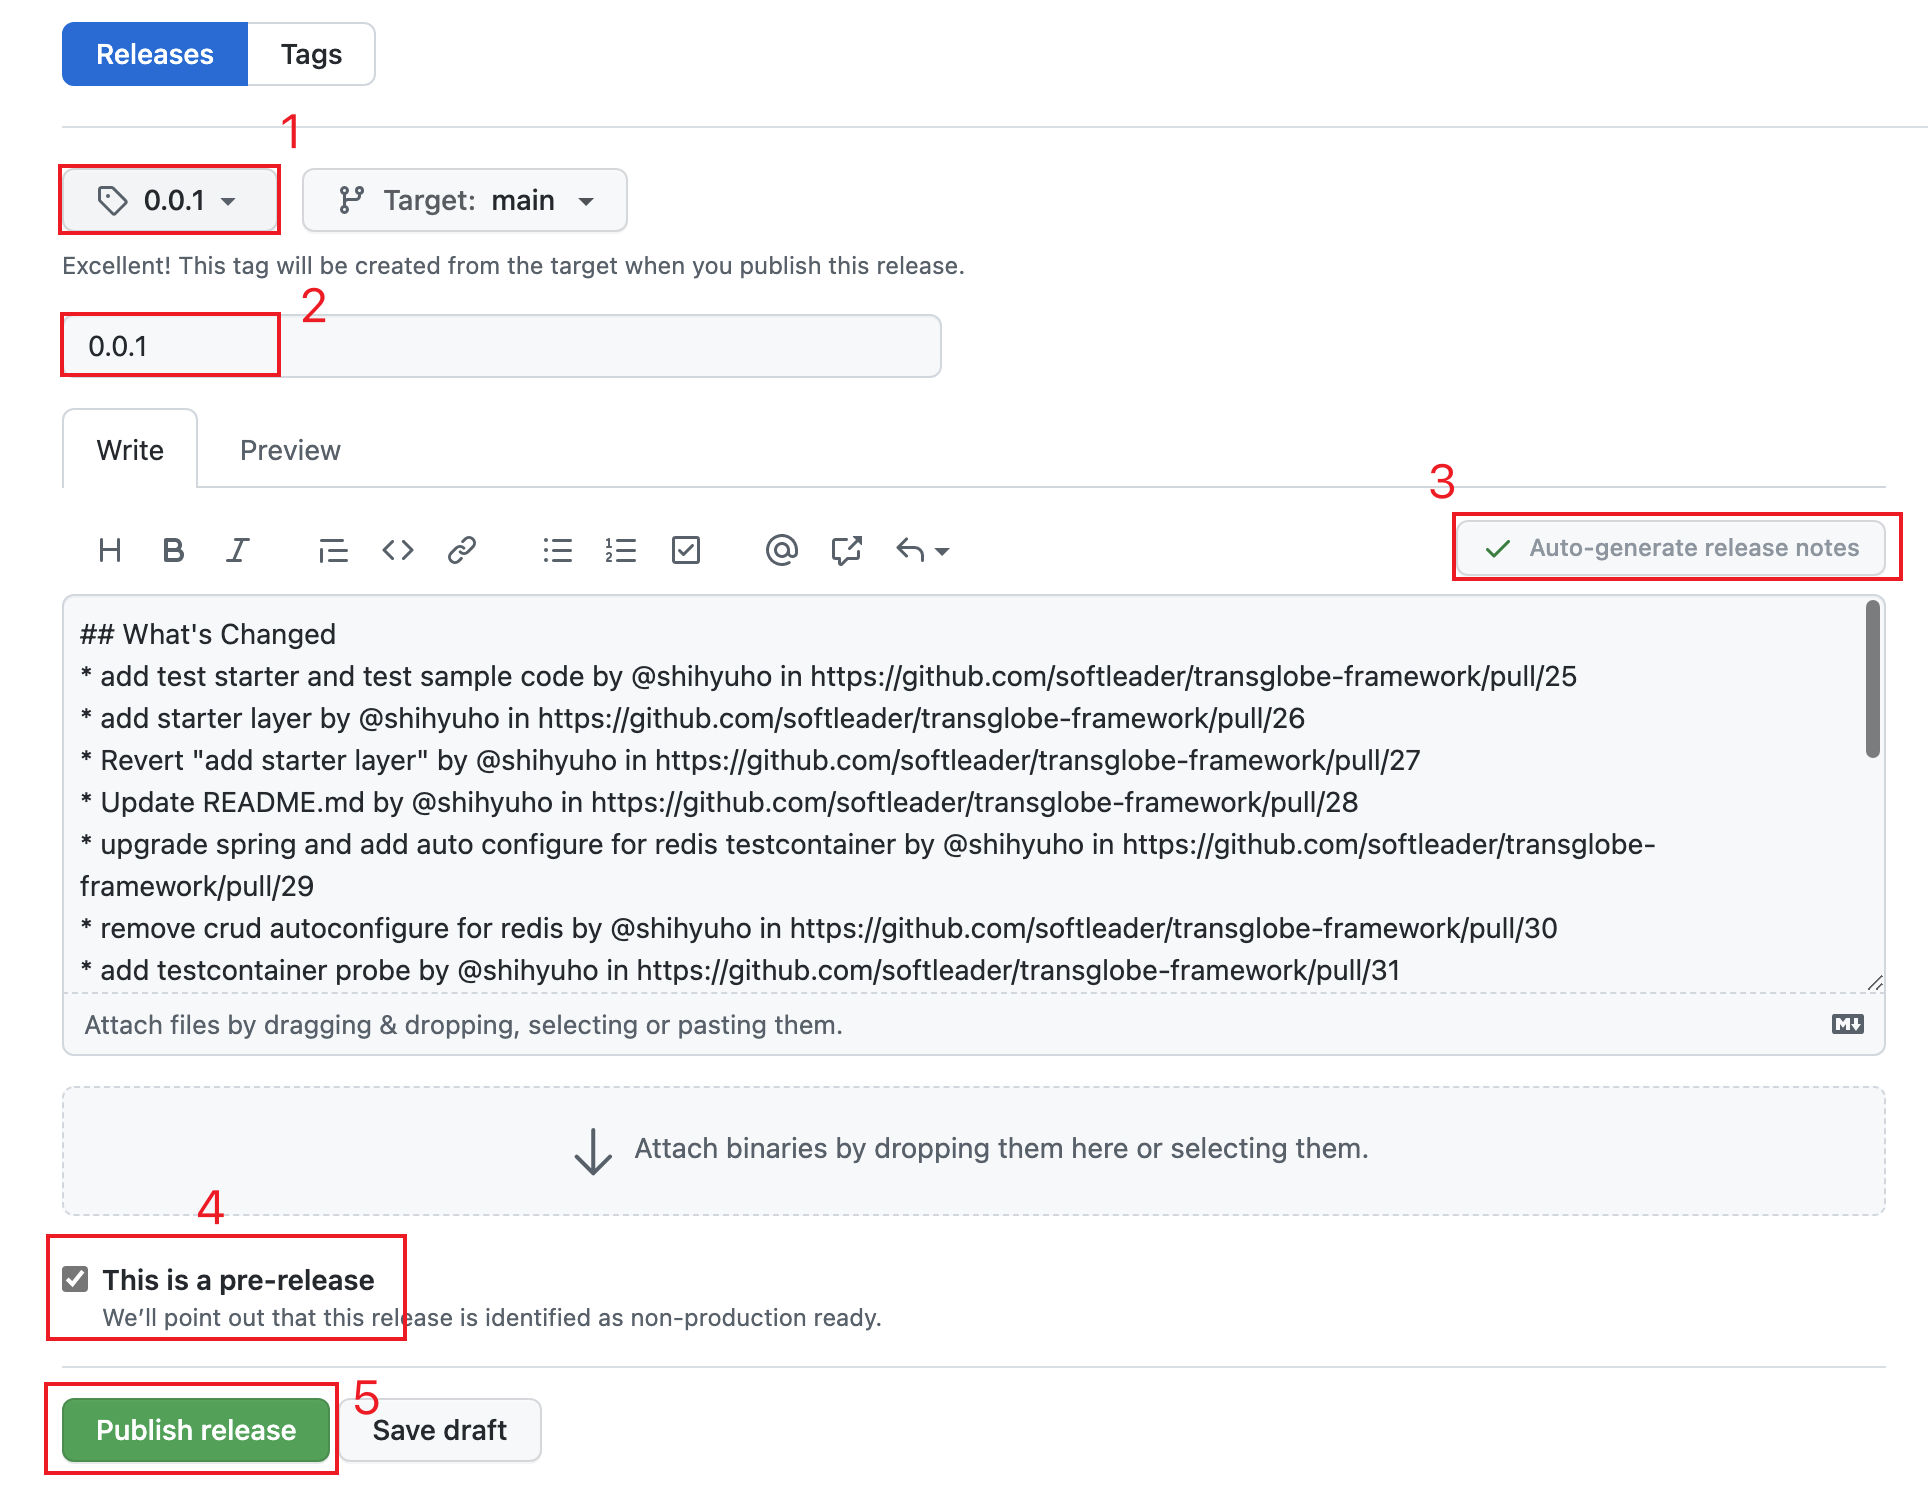 Releases Tags
1
0.0.1 Target: main
Excellent! This tag will be created from the target when you publish this release.
2
0.0.1
Write Preview
3
H B I @ Auto-generate release notes
## What's Changed
* add test starter and test sample code by @shihyuho in https://github.com/softleader/transglobe-framework/pull/25
* add starter layer by @shihyuho in https://github.com/softleader/transglobe-framework/pull/26
* Revert "add starter layer" by @shihyuho in https://github.com/softleader/transglobe-framework/pull/27
* Update README.md by @shihyuho in https://github.com/softleader/transglobe-framework/pull/28
* upgrade spring and add auto configure for redis testcontainer by @shihyuho in https://github.com/softleader/transglobe-
framework/pull/29
* remove crud autoconfigure for redis by @shihyuho in https://github.com/softleader/transglobe-framework/pull/30
* add testcontainer probe by @shihyuho in https://github.com/softleader/transglobe-framework/pull/31
Attach files by dragging & dropping, selecting or pasting them. M↓
Attach binaries by dropping them here or selecting them.
4
This is a pre-release
We'll point out that this release is identified as non-production ready.
5
Publish release Save draft